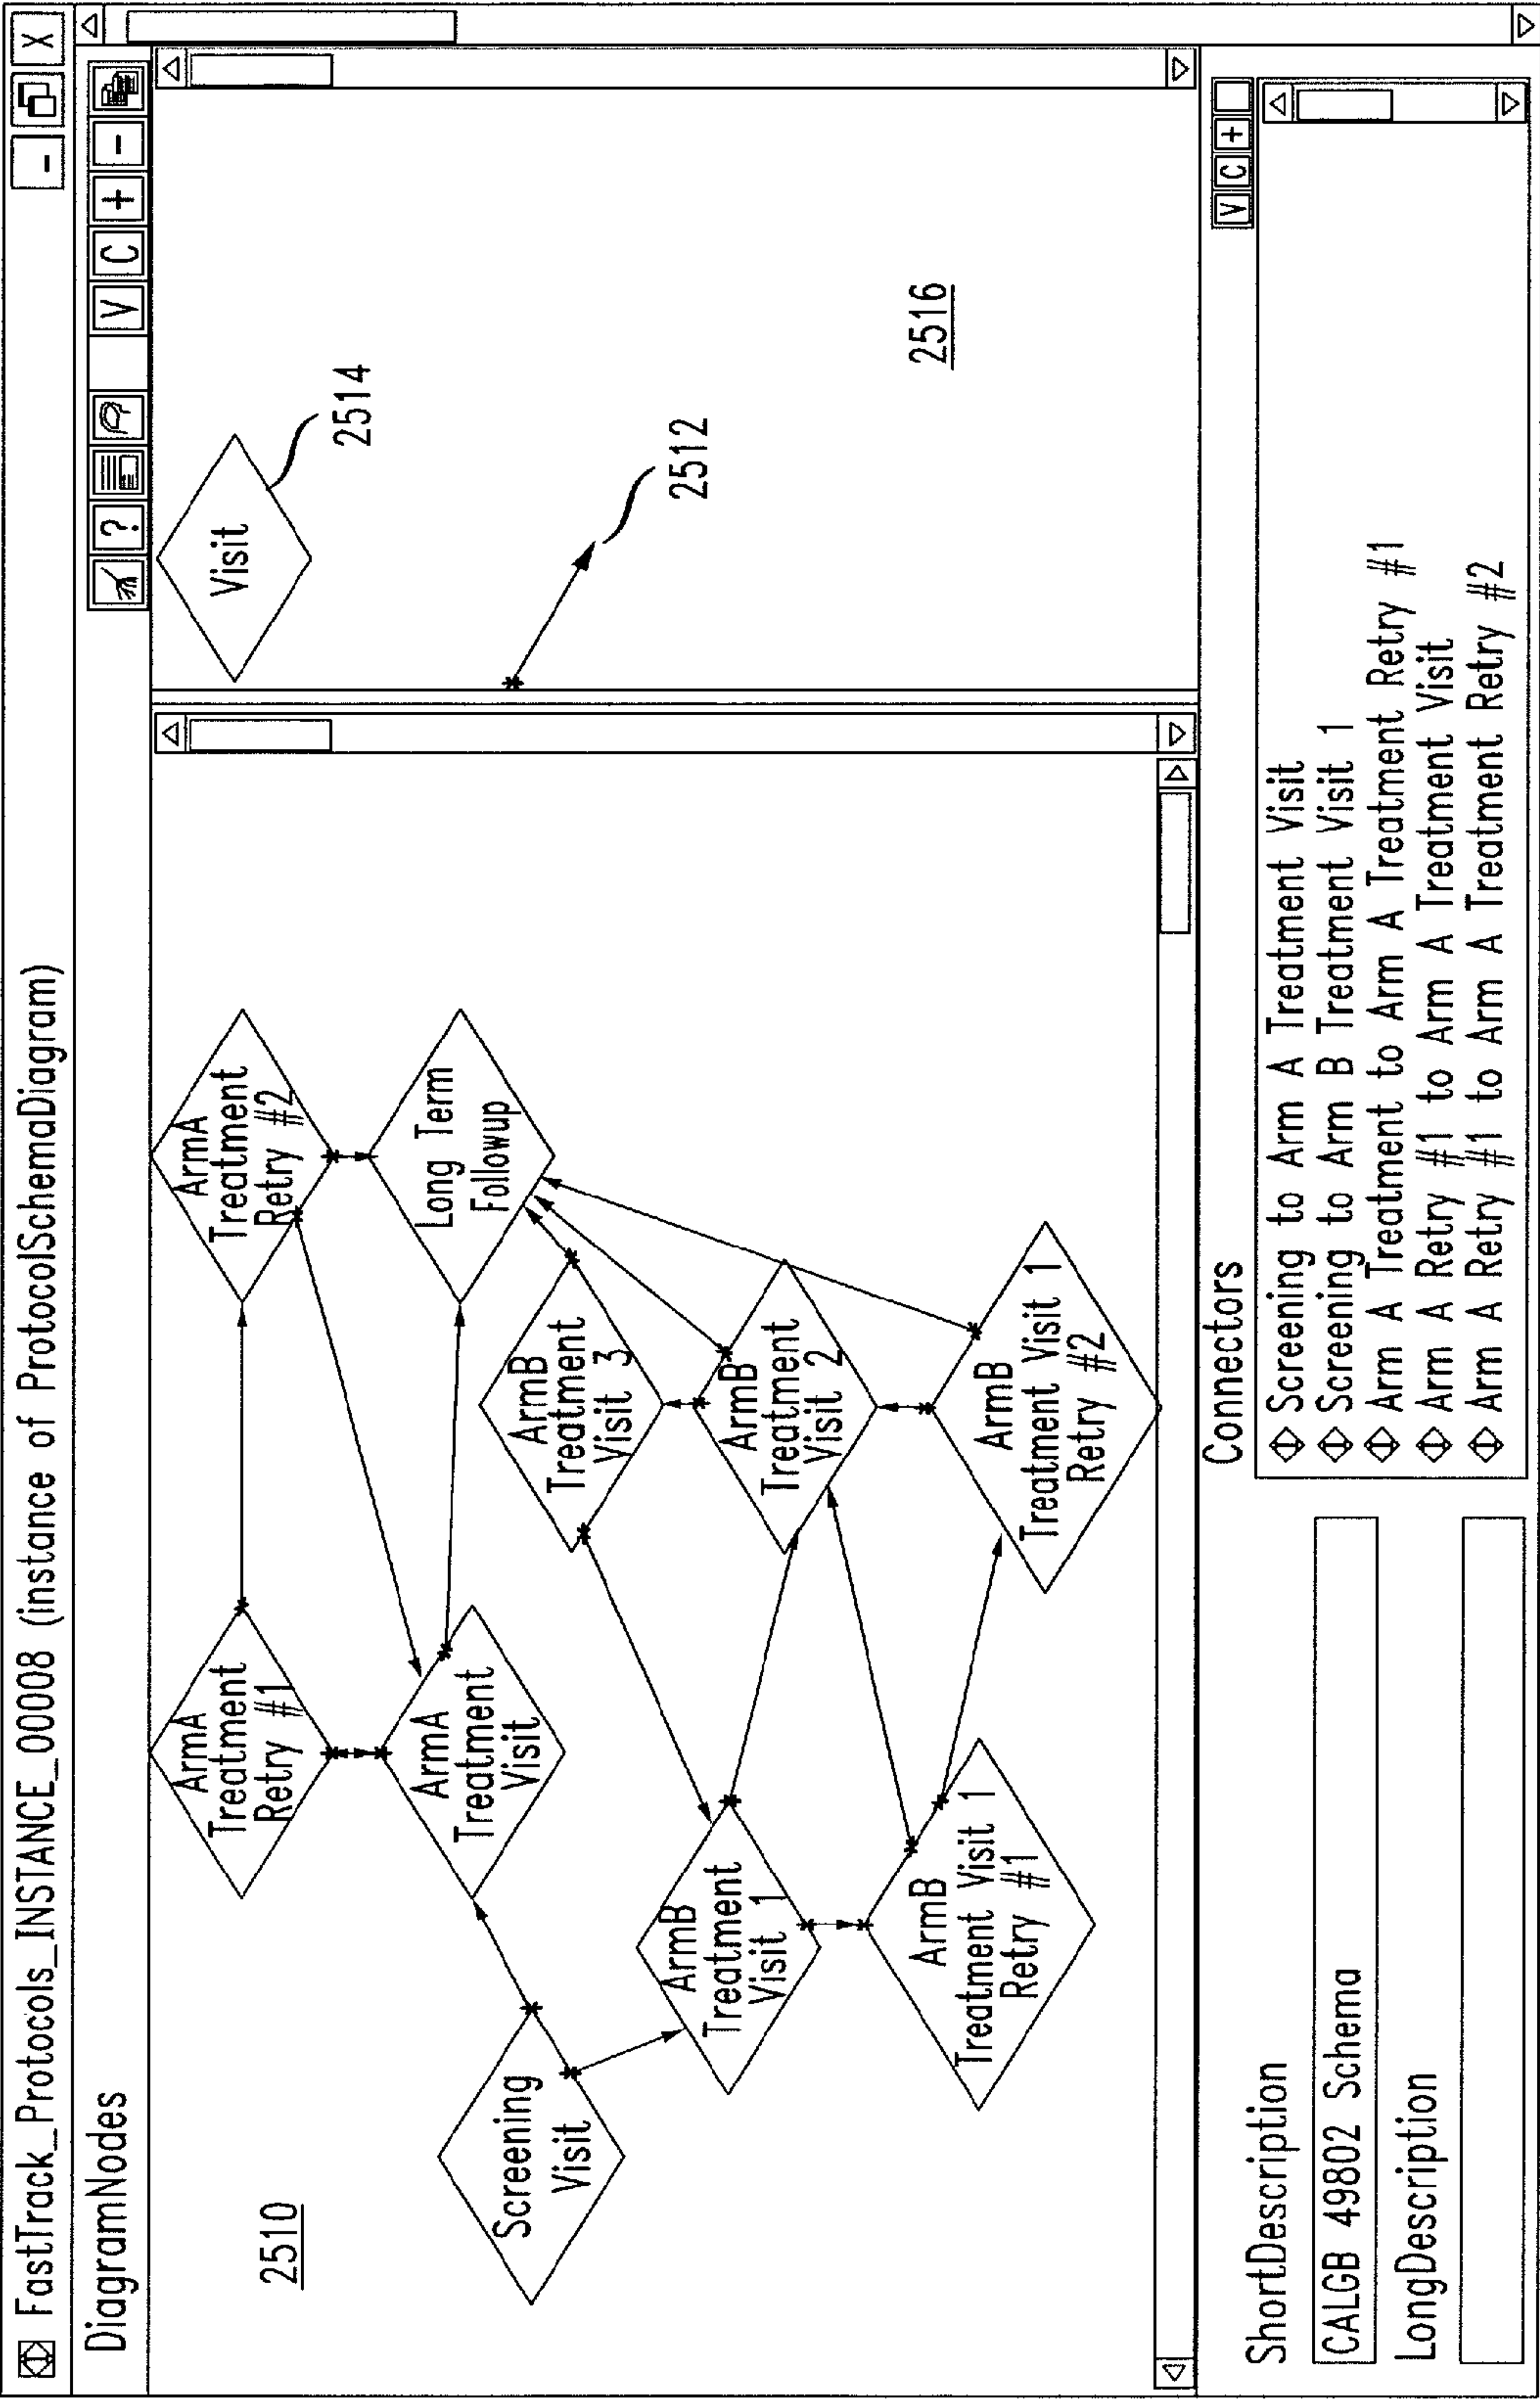 FastTrack_Protocols_INSTANCE_00008 (instance of ProtocolSchemaDiagram)
- X
DiagramNodes
? V C + -
2510
Screening
Visit
ArmA
Treatment
Retry #1
ArmA
Treatment
Retry #2
ArmA
Treatment
Visit
Long Term
Followup
ArmB
Treatment
Visit 1
ArmB
Treatment
Visit 3
ArmB
Treatment
Visit 2
ArmB
Treatment Visit 1
Retry #1
ArmB
Treatment Visit 1
Retry #2
Visit
2514
2512
2516
ShortDescription
CALGB 49802 Schema
LongDescription
Connectors
V C +
Screening to Arm A Treatment Visit
Screening to Arm B Treatment Visit 1
Arm A Treatment to Arm A Treatment Retry #1
Arm A Retry #1 to Arm A Treatment Visit
Arm A Retry #1 to Arm A Treatment Retry #2